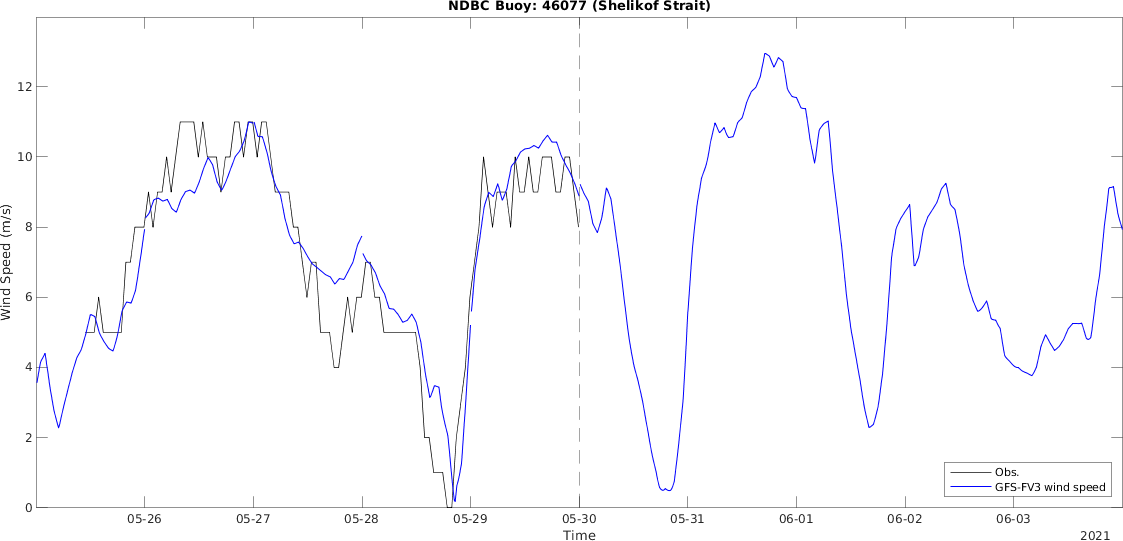 NDBC Buoy: 46077 (Shelikof Strait)
Wind Speed (m/s)
12
10
8
6
4
2
0
05-26 05-27 05-28 05-29 05-30 05-31 06-01 06-02 06-03
Time
2021
Obs.
GFS-FV3 wind speed